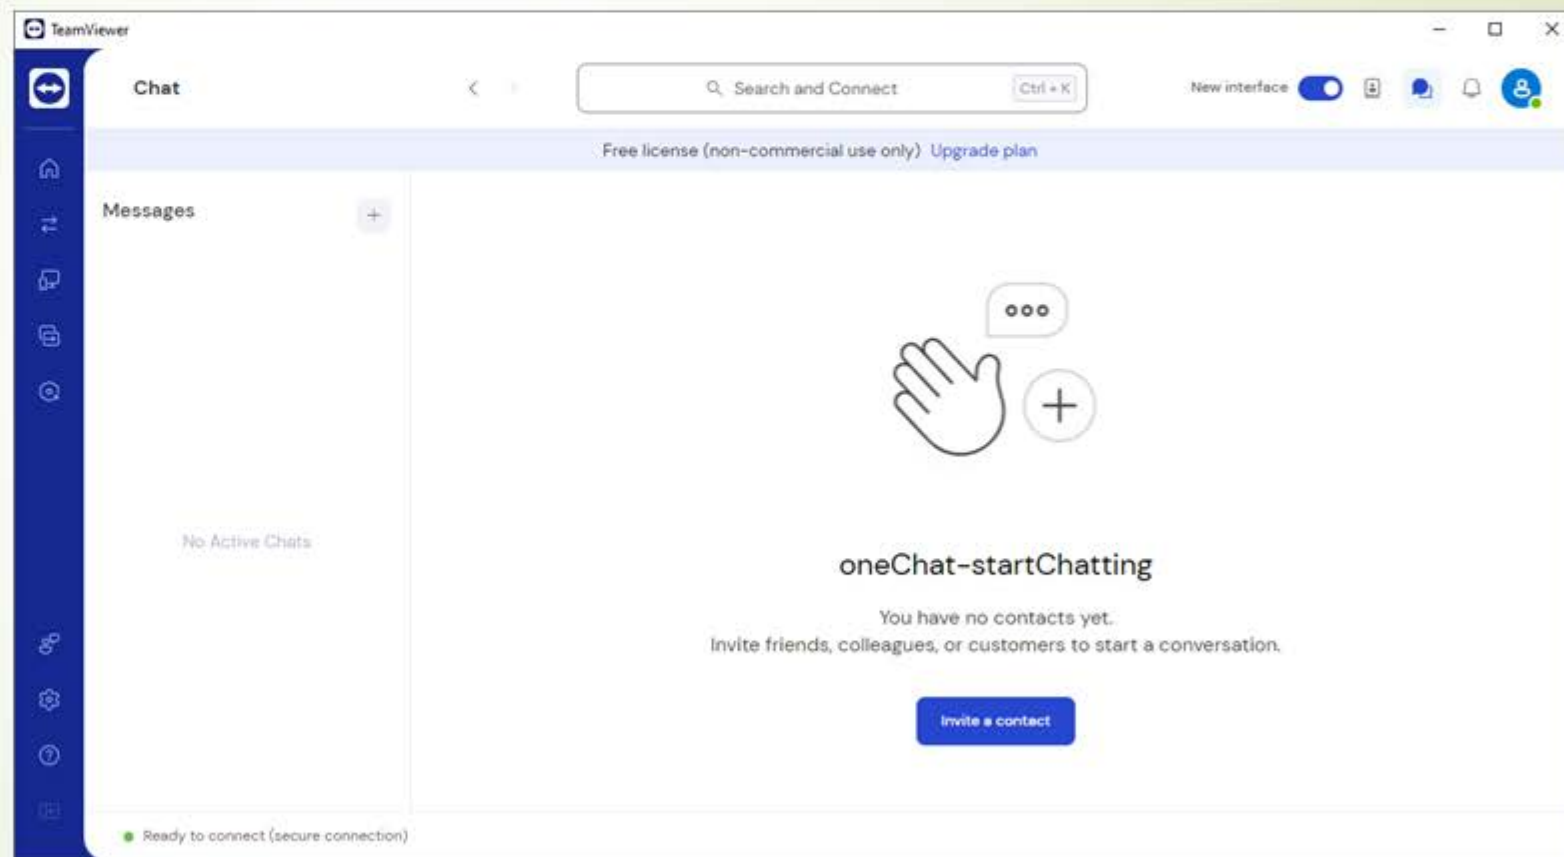 TeamViewer
Chat
Search and Connect
Ctrl + K
New interface
Free license (non-commercial use only) Upgrade plan
Messages
No Active Chats
oneChat-startChatting
You have no contacts yet.
Invite friends, colleagues, or customers to start a conversation.
Invite a contact
Ready to connect (secure connection)